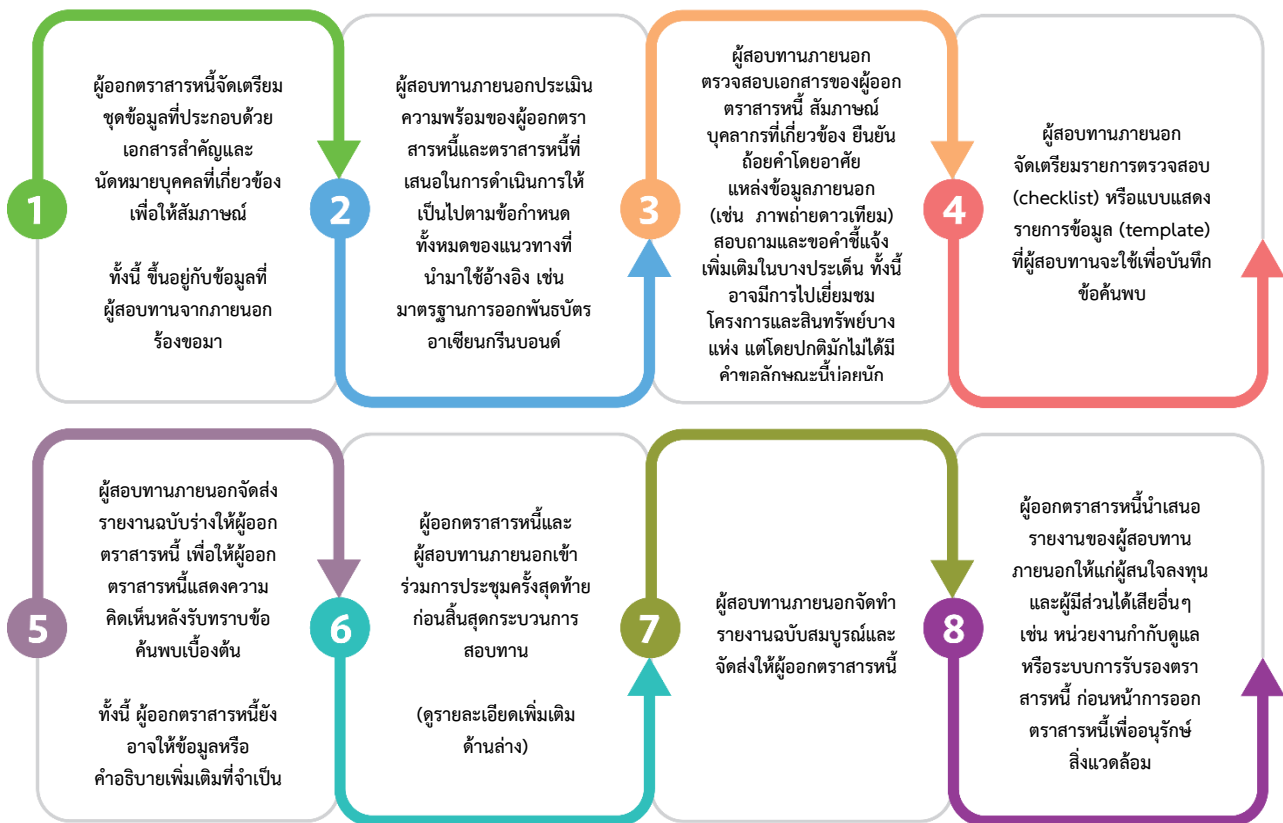 1
ผู้ออกตราสารหนี้จัดเตรียม
ชุดข้อมูลที่ประกอบด้วย
เอกสารสำคัญและ
นัดหมายบุคคลที่เกี่ยวข้อง
เพื่อให้สัมภาษณ์
ทั้งนี้ ขึ้นอยู่กับข้อมูลที่
ผู้สอบทานจากภายนอก
ร้องขอมา
2
ผู้สอบทานภายนอกประเมิน
ความพร้อมของผู้ออกตรา
สารหนี้และตราสารหนี้ที่
เสนอในการดำเนินการให้
เป็นไปตามข้อกำหนด
ทั้งหมดของแนวทางที่
นำมาใช้อ้างอิง เช่น
มาตรฐานการออกพันธบัตร
อาเซียนกรีนบอนด์
3
ผู้สอบทานภายนอก
ตรวจสอบเอกสารของผู้ออก
ตราสารหนี้ สัมภาษณ์
บุคลากรที่เกี่ยวข้อง ยืนยัน
ถ้อยคำโดยอาศัย
แหล่งข้อมูลภายนอก
(เช่น ภาพถ่ายดาวเทียม)
สอบถามและขอคำชี้แจ้ง
เพิ่มเติมในบางประเด็น ทั้งนี้
อาจมีการไปเยี่ยมชม
โครงการและสินทรัพย์บาง
แห่ง แต่โดยปกติมักไม่ได้มี
คำขอลักษณะนี้บ่อยนัก
4
ผู้สอบทานภายนอก
จัดเตรียมรายการตรวจสอบ
(checklist) หรือแบบแสดง
รายการข้อมูล (template)
ที่ผู้สอบทานจะใช้เพื่อบันทึก
ข้อค้นพบ
5
ผู้สอบทานภายนอกจัดส่ง
รายงานฉบับร่างให้ผู้ออก
ตราสารหนี้ เพื่อให้ผู้ออก
ตราสารหนี้แสดงความ
คิดเห็นหลังรับทราบข้อ
ค้นพบเบื้องต้น
ทั้งนี้ ผู้ออกตราสารหนี้ยัง
อาจให้ข้อมูลหรือ
คำอธิบายเพิ่มเติมที่จำเป็น
6
ผู้ออกตราสารหนี้และ
ผู้สอบทานภายนอกเข้า
ร่วมการประชุมครั้งสุดท้าย
ก่อนสิ้นสุดกระบวนการ
สอบทาน
(ดูรายละเอียดเพิ่มเติม
ด้านล่าง)
7
ผู้สอบทานภายนอกจัดทำ
รายงานฉบับสมบูรณ์และ
จัดส่งให้ผู้ออกตราสารหนี้
8
ผู้ออกตราสารหนี้นำเสนอ
รายงานของผู้สอบทาน
ภายนอกให้แก่ผู้สนใจลงทุน
และผู้มีส่วนได้เสียอื่นๆ
เช่น หน่วยงานกำกับดูแล
หรือระบบการรับรองตรา
สารหนี้ ก่อนหน้าการออก
ตราสารหนี้เพื่ออนุรักษ์
สิ่งแวดล้อม